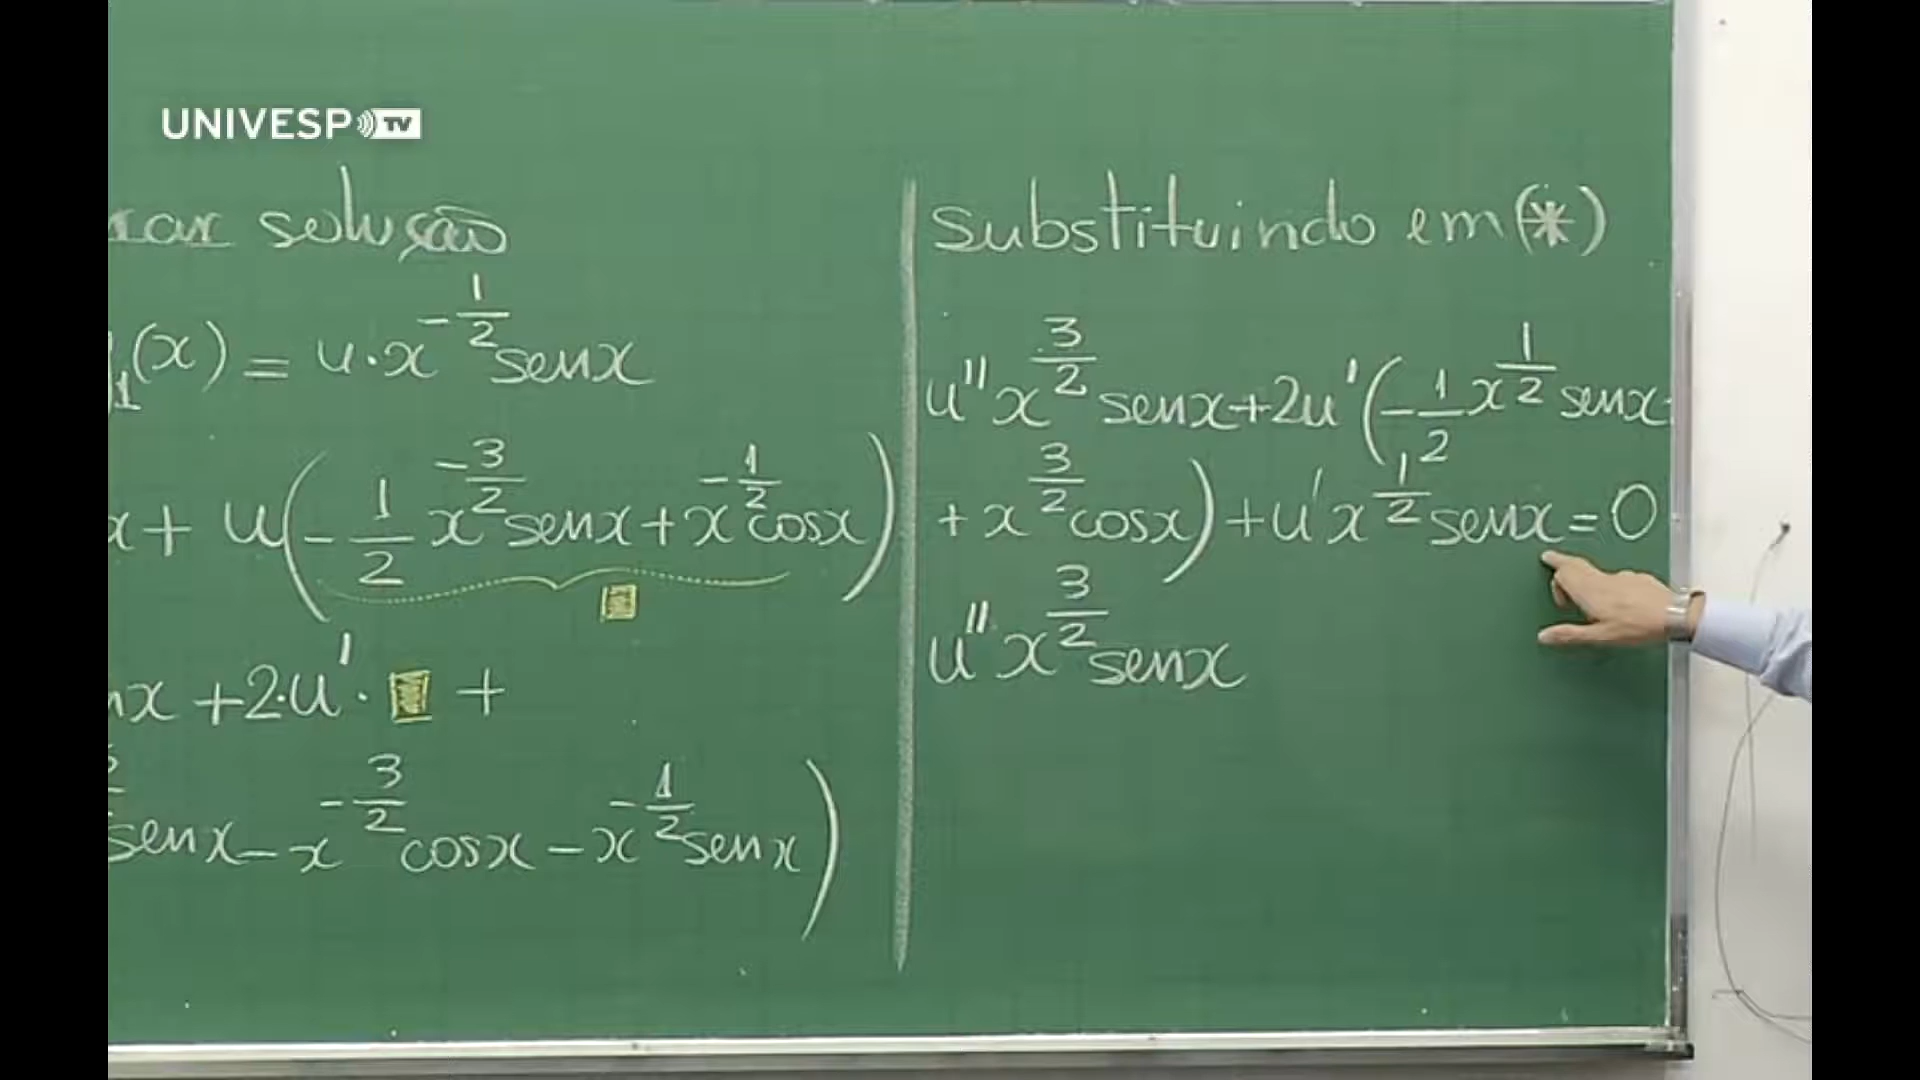 UNIVESP TV
rar solução
y₁(x) = u·x^{-1/2} senx
x + u(-1/2 x^{-3/2} senx + x^{-1/2} cosx)
nx + 2·u' · +
senx - x^{-3/2} cosx - x^{-1/2} senx)
substituindo em (*)
u'' x^{3/2} senx + 2u' (-1/2 x^{1/2} senx
+ x^{3/2} cosx) + u' x^{1/2} senx = 0
u'' x^{3/2} senx